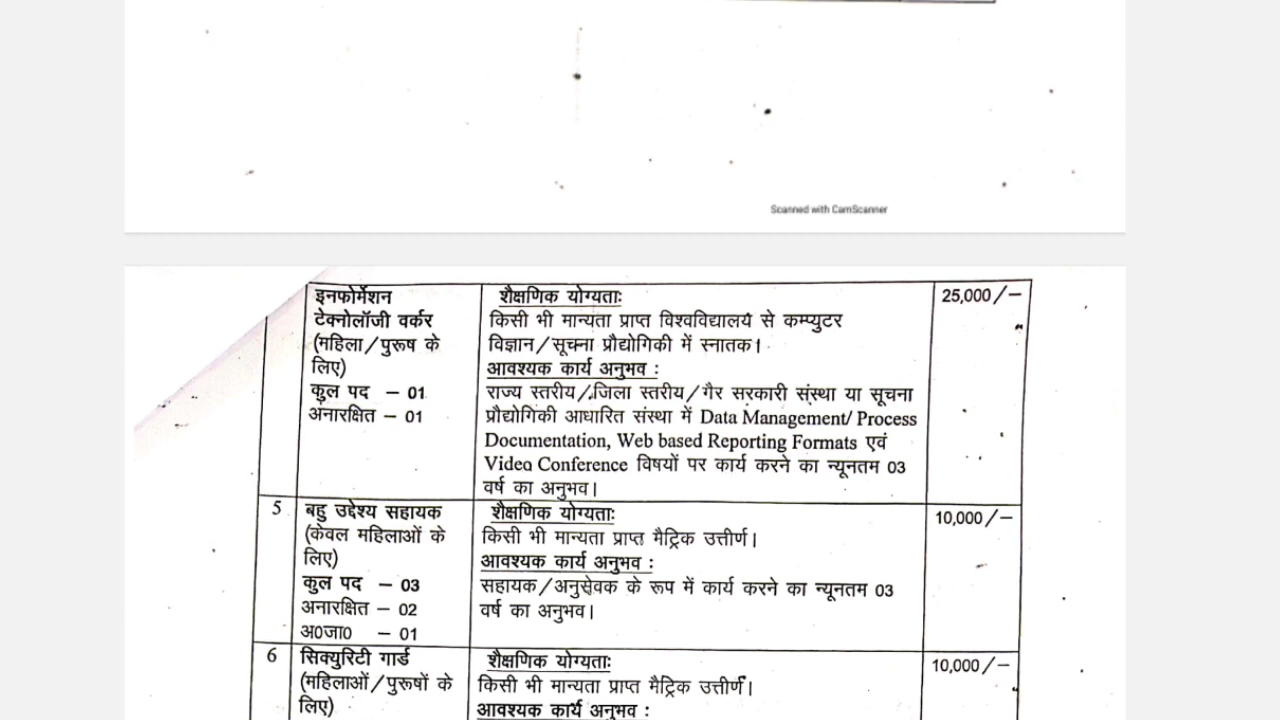 Scanned with CamScanner
इनफोर्मेशन
टेक्नोलॉजी वर्कर
(महिला/पुरूष के
लिए)
कुल पद – 01
अनारक्षित – 01
शैक्षणिक योग्यताः
किसी भी मान्यता प्राप्त विश्वविद्यालय से कम्प्युटर
विज्ञान/सूचना प्रौद्योगिकी में स्नातक।
आवश्यक कार्य अनुभव :
राज्य स्तरीय/जिला स्तरीय/गैर सरकारी संस्था या सूचना
प्रौद्योगिकी आधारित संस्था में Data Management/ Process
Documentation, Web based Reporting Formats एवं
Video Conference विषयों पर कार्य करने का न्यूनतम 03
वर्ष का अनुभव।
25,000/–
5
बहु उद्देश्य सहायक
(केवल महिलाओं के
लिए)
कुल पद – 03
अनारक्षित – 02
अ0जा0 – 01
शैक्षणिक योग्यताः
किसी भी मान्यता प्राप्त मैट्रिक उत्तीर्ण।
आवश्यक कार्य अनुभव :
सहायक/अनुसेवक के रूप में कार्य करने का न्यूनतम 03
वर्ष का अनुभव।
10,000/–
6
सिक्युरिटी गार्ड
(महिलाओं/पुरूषों के
लिए)
शैक्षणिक योग्यताः
किसी भी मान्यता प्राप्त मैट्रिक उत्तीर्ण।
आवश्यक कार्य अनुभव :
10,000/–